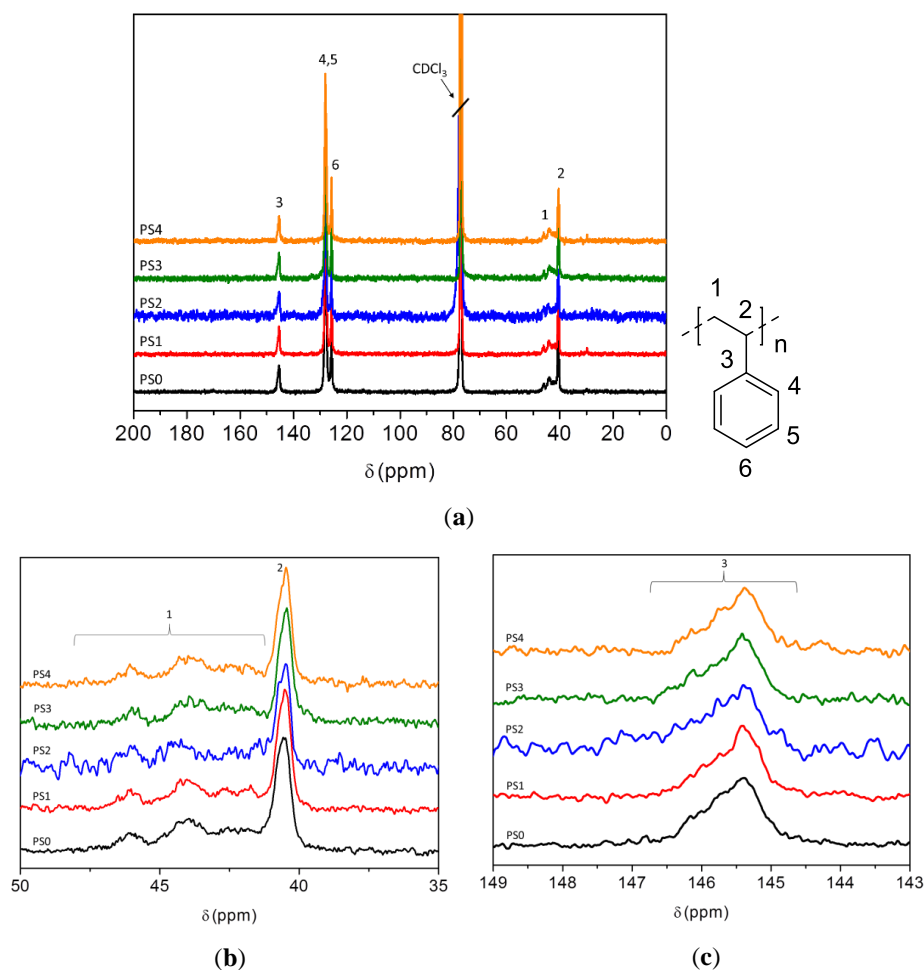 4,5
CDCl₃
6
3
1
2
PS4
PS3
PS2
PS1
PS0
200 180 160 140 120 100 80 60 40 20 0
δ (ppm)
1
2
n
3
4
5
6
(a)
2
1
PS4
PS3
PS2
PS1
PS0
50 45 40 35
δ (ppm)
(b)
3
PS4
PS3
PS2
PS1
PS0
149 148 147 146 145 144 143
δ (ppm)
(c)